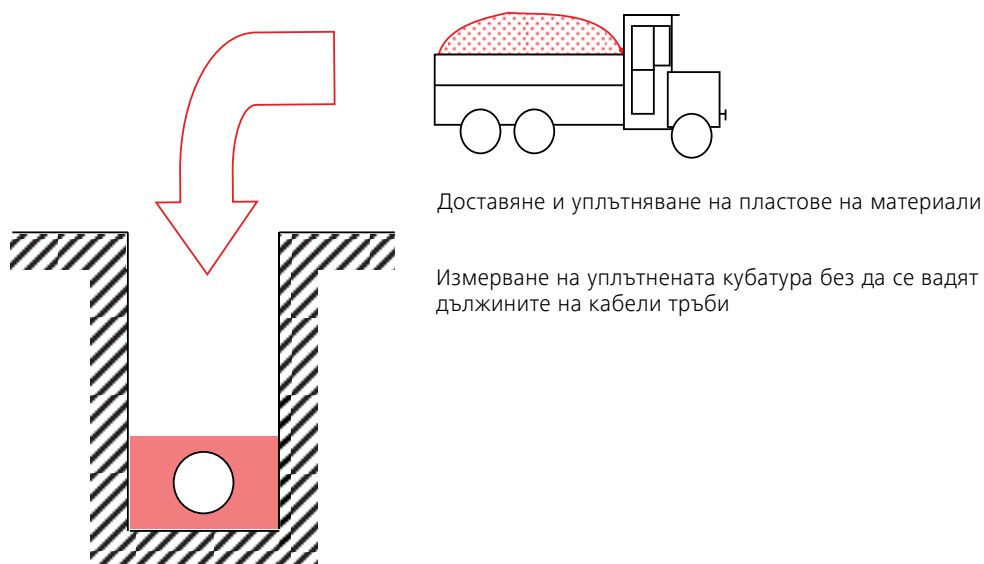 Доставяне и уплътняване на пластове на материали
Измерване на уплътнената кубатура без да се вадят
дължините на кабели тръби